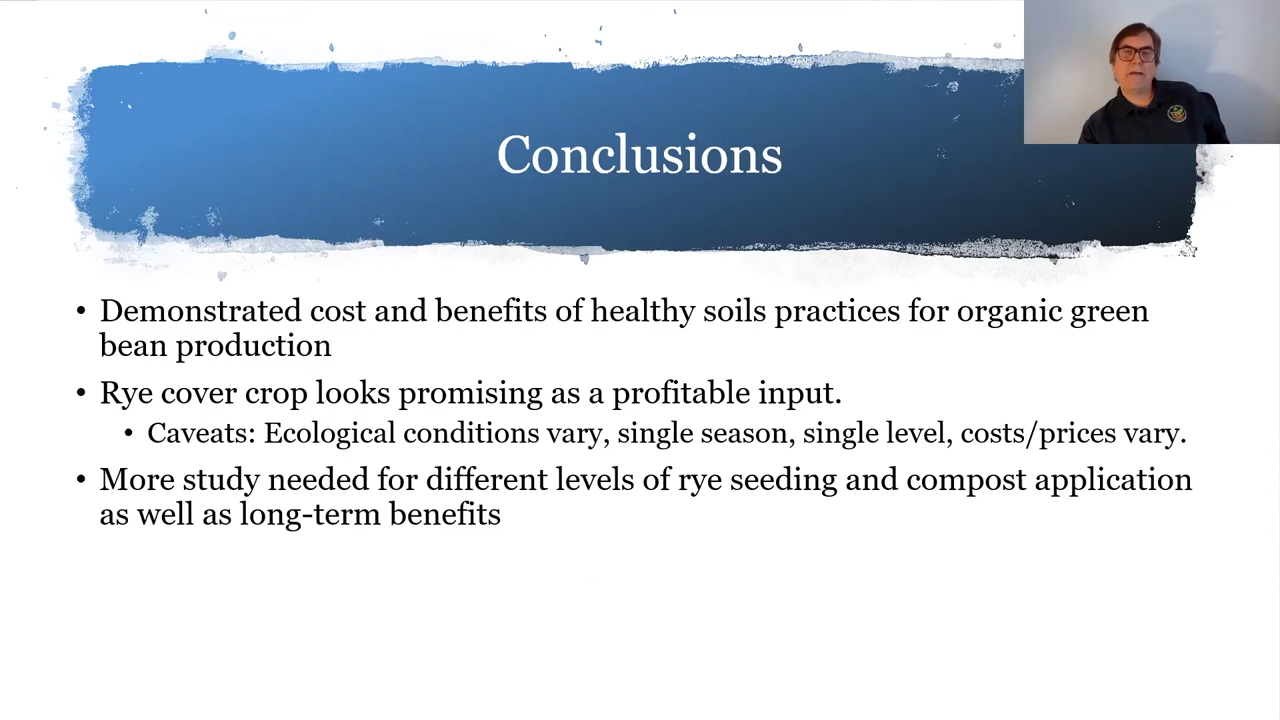 Conclusions
• Demonstrated cost and benefits of healthy soils practices for organic green
bean production
• Rye cover crop looks promising as a profitable input.
• Caveats: Ecological conditions vary, single season, single level, costs/prices vary.
• More study needed for different levels of rye seeding and compost application
as well as long-term benefits